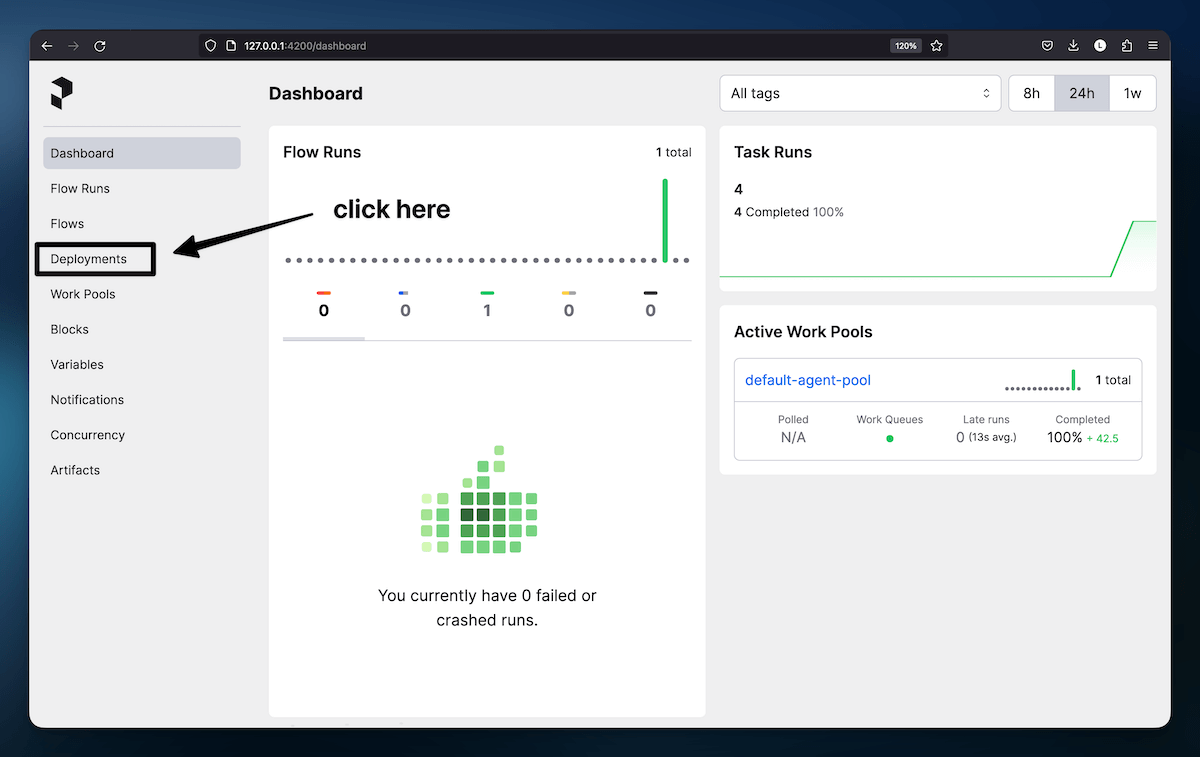 127.0.0.1:4200/dashboard
120%
L
Dashboard
All tags
8h
24h
1w
Dashboard
Flow Runs
Flows
Deployments
Work Pools
Blocks
Variables
Notifications
Concurrency
Artifacts
Flow Runs
1 total
click here
0
0
1
0
0
You currently have 0 failed or
crashed runs.
Task Runs
4
4 Completed 100%
Active Work Pools
default-agent-pool
1 total
Polled
N/A
Work Queues
Late runs
0 (13s avg.)
Completed
100% + 42.5